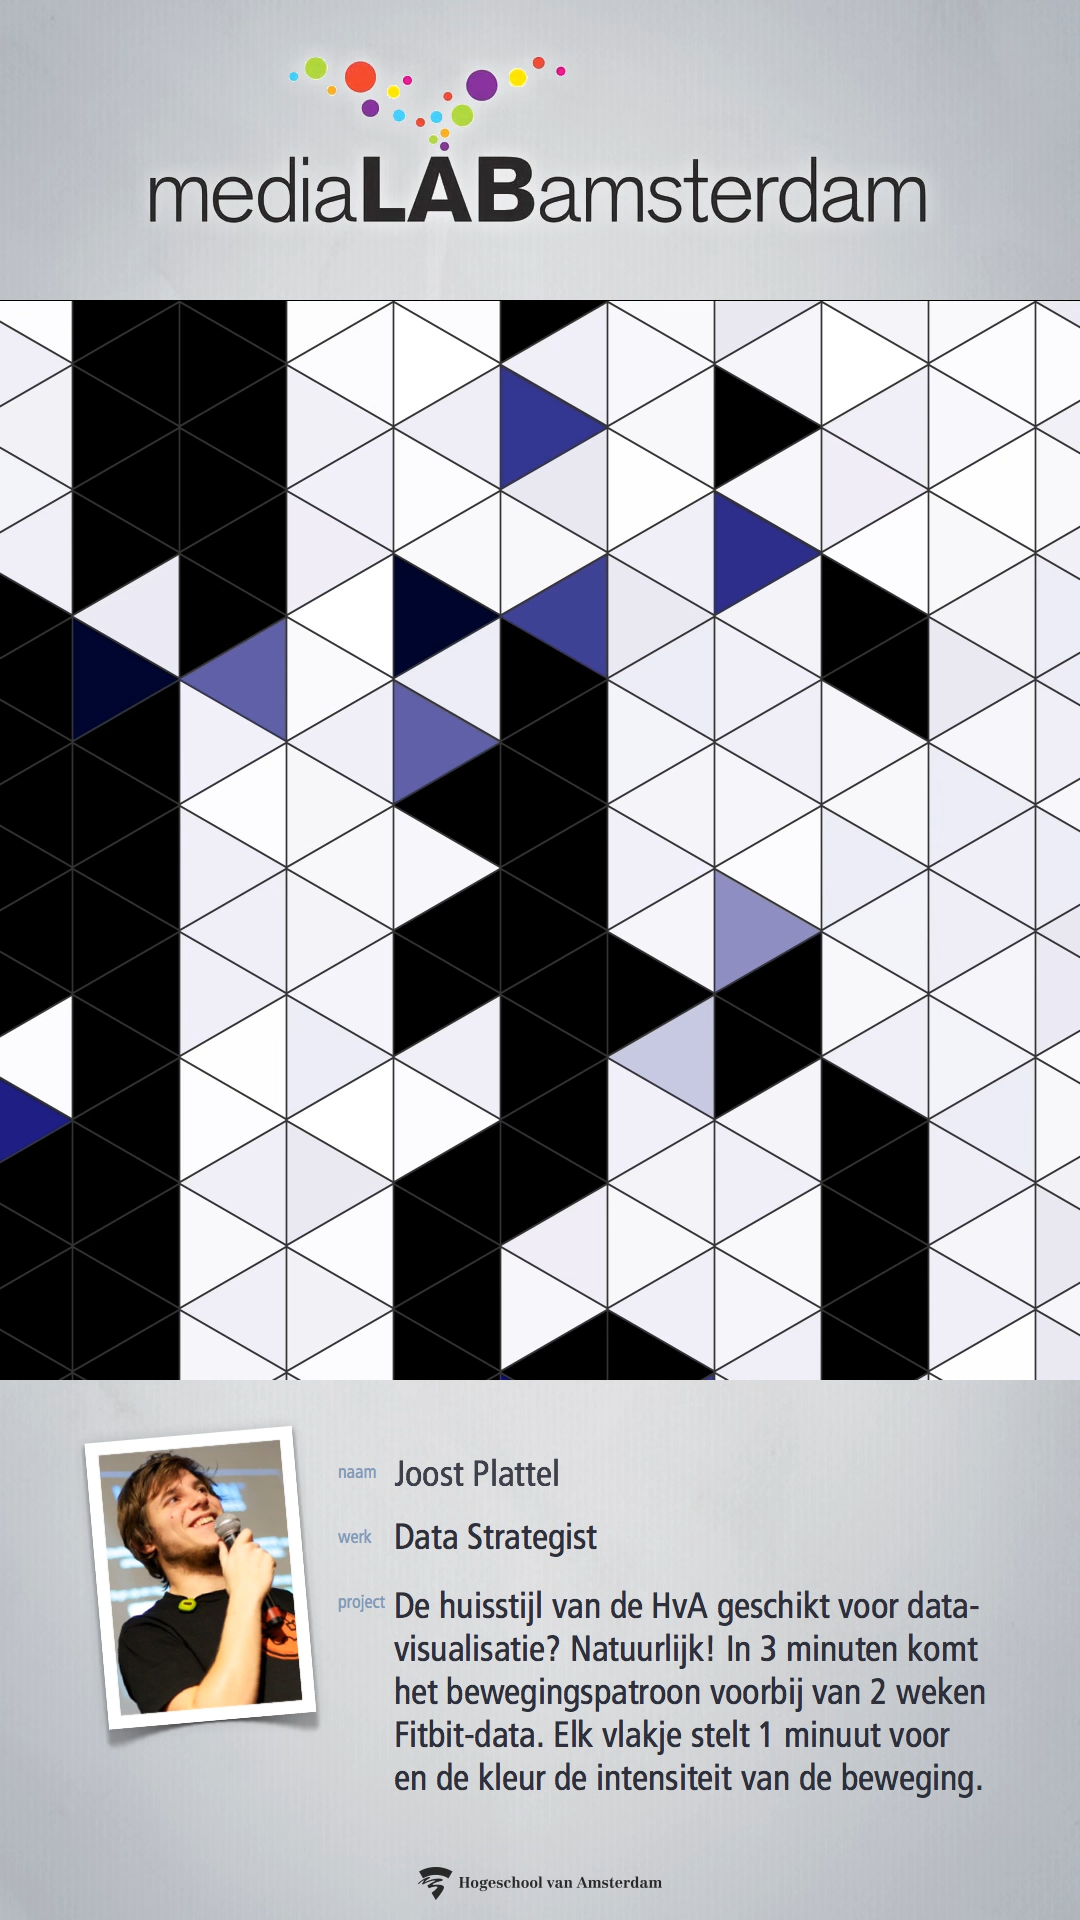 mediaLABamsterdam
naam Joost Plattel
werk Data Strategist
project De huisstijl van de HvA geschikt voor data-
visualisatie? Natuurlijk! In 3 minuten komt
het bewegingspatroon voorbij van 2 weken
Fitbit-data. Elk vlakje stelt 1 minuut voor
en de kleur de intensiteit van de beweging.
Hogeschool van Amsterdam